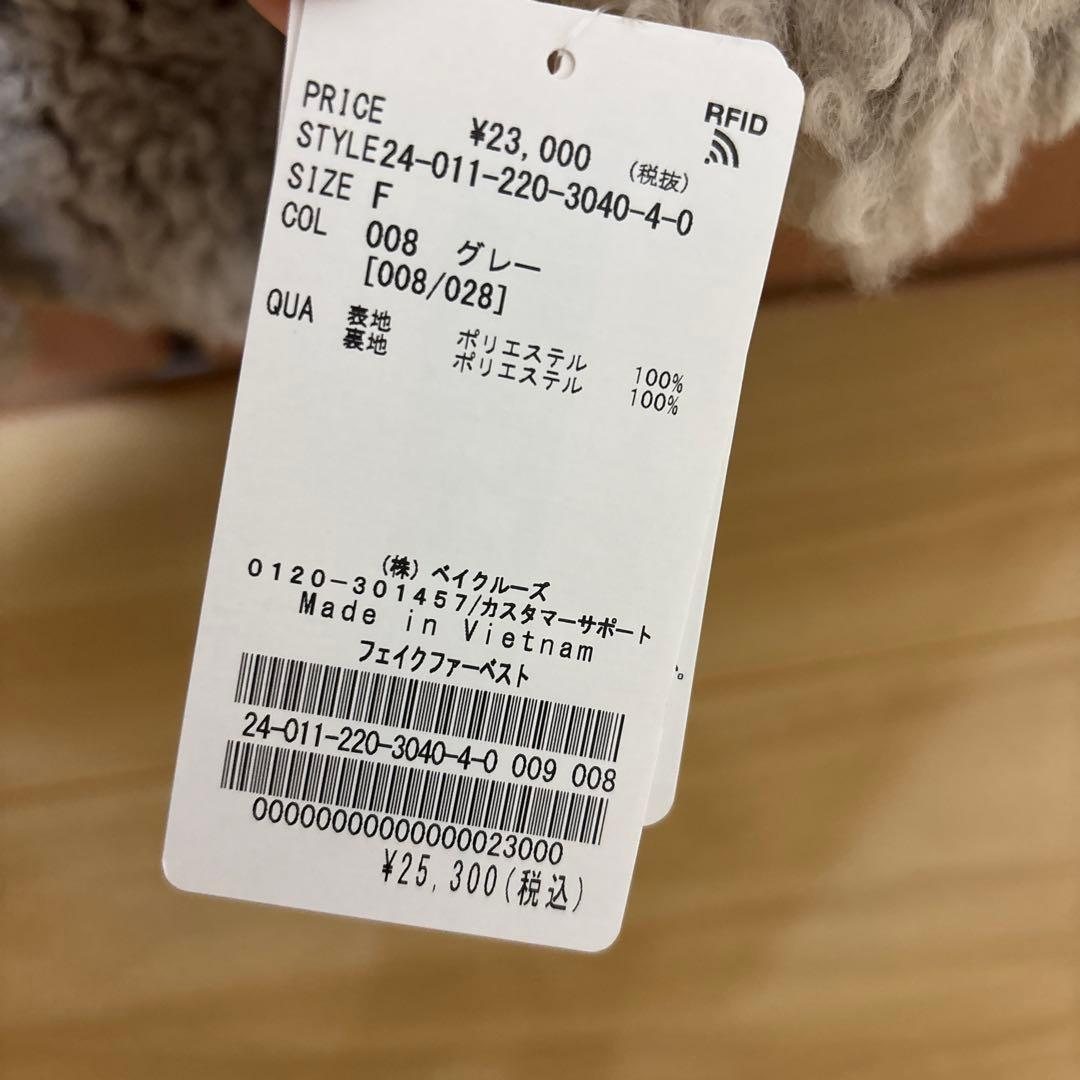 RFID
PRICE ¥23,000 (税抜)
STYLE24-011-220-3040-4-0
SIZE F
COL 008 グレー
[008/028]
QUA 表地 ポリエステル 100%
裏地 ポリエステル 100%
(株) ベイクルーズ
0120-301457/カスタマーサポート
Made in Vietnam
フェイクファーベスト
24-011-220-3040-4-0 009 008
0000000000000023000
¥25,300(税込)